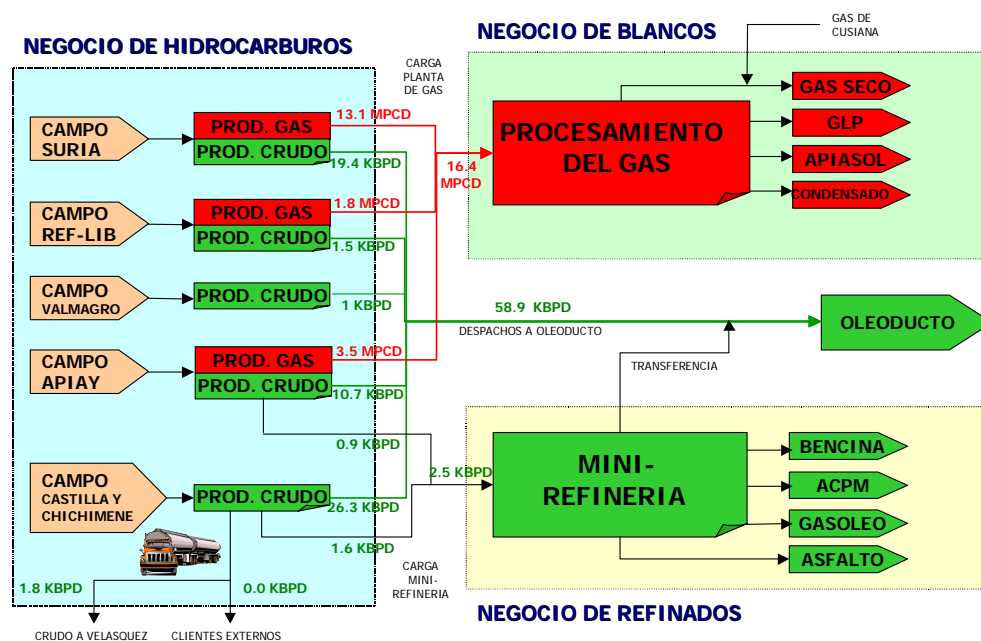 NEGOCIO DE HIDROCARBUROS
CAMPO
SURIA
PROD. GAS
PROD. CRUDO
13.1 MPCD
19.4 KBPD
CAMPO
REF-LIB
PROD. GAS
PROD. CRUDO
1.8 MPCD
1.5 KBPD
CAMPO
VALMAGRO
PROD. CRUDO
1 KBPD
CAMPO
APIAY
PROD. GAS
PROD. CRUDO
3.5 MPCD
10.7 KBPD
0.9 KBPD
CAMPO
CASTILLA Y
CHICHIMENE
PROD. CRUDO
26.3 KBPD
1.6 KBPD
1.8 KBPD
0.0 KBPD
CRUDO A VELASQUEZ
CLIENTES EXTERNOS
CARGA
PLANTA
DE GAS
16.4
MPCD
NEGOCIO DE BLANCOS
GAS DE
CUSIANA
PROCESAMIENTO
DEL GAS
GAS SECO
GLP
APIASOL
CONDENSADO
58.9 KBPD
DESPACHOS A OLEODUCTO
OLEODUCTO
TRANSFERENCIA
2.5 KBPD
CARGA
MINI-
REFINERIA
MINI-
REFINERIA
BENCINA
ACPM
GASOLEO
ASFALTO
NEGOCIO DE REFINADOS